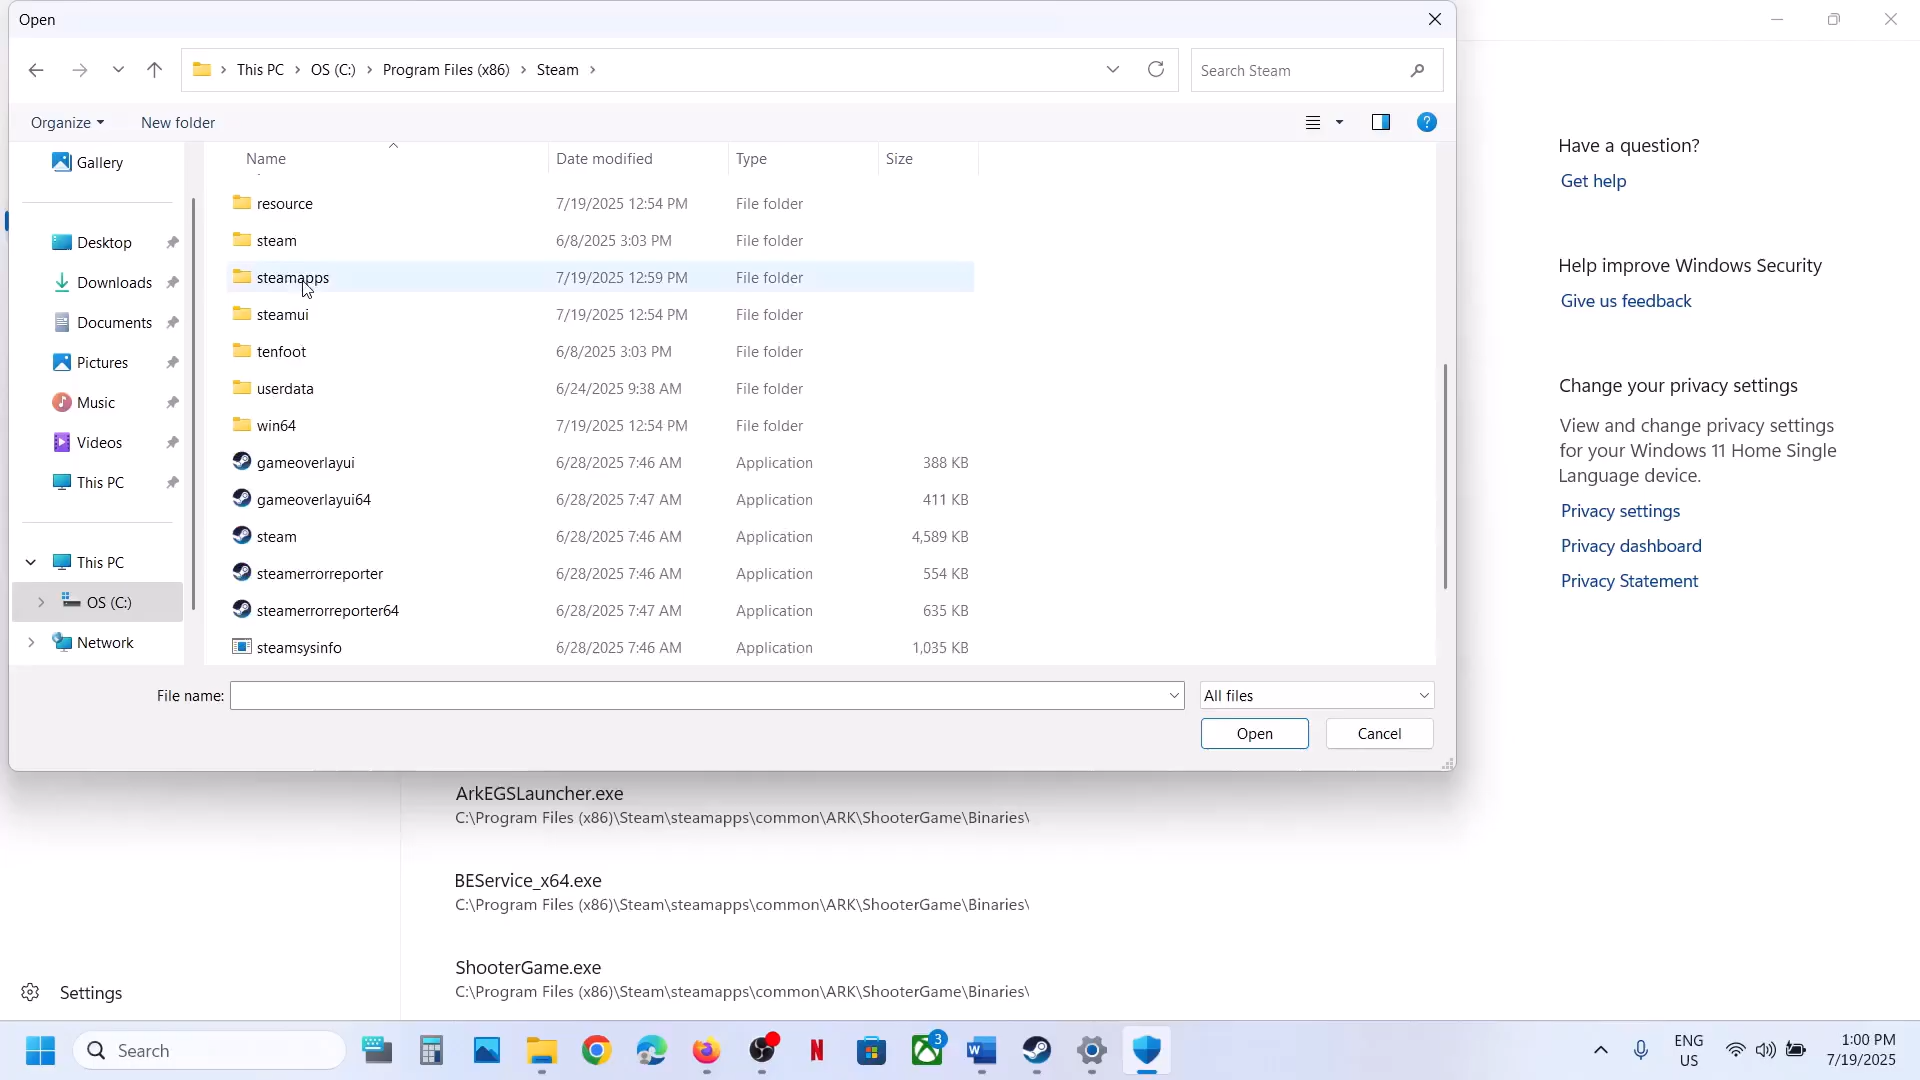 Open
This PC > OS (C:) > Program Files (x86) > Steam >
Search Steam
Organize
New folder
Name
Date modified
Type
Size
Gallery
Desktop
Downloads
Documents
Pictures
Music
Videos
This PC
This PC
OS (C:)
Network
resource 7/19/2025 12:54 PM File folder
steam 6/8/2025 3:03 PM File folder
steamapps 7/19/2025 12:59 PM File folder
steamui 7/19/2025 12:54 PM File folder
tenfoot 6/8/2025 3:03 PM File folder
userdata 6/24/2025 9:38 AM File folder
win64 7/19/2025 12:54 PM File folder
gameoverlayui 6/28/2025 7:46 AM Application 388 KB
gameoverlayui64 6/28/2025 7:47 AM Application 411 KB
steam 6/28/2025 7:46 AM Application 4,589 KB
steamerrorreporter 6/28/2025 7:46 AM Application 554 KB
steamerrorreporter64 6/28/2025 7:47 AM Application 635 KB
steamsysinfo 6/28/2025 7:46 AM Application 1,035 KB
File name:
All files
Open
Cancel
Have a question?
Get help
Help improve Windows Security
Give us feedback
Change your privacy settings
View and change privacy settings
for your Windows 11 Home Single
Language device.
Privacy settings
Privacy dashboard
Privacy Statement
ArkEGSLauncher.exe
C:\Program Files (x86)\Steam\steamapps\common\ARK\ShooterGame\Binaries\
BEService_x64.exe
C:\Program Files (x86)\Steam\steamapps\common\ARK\ShooterGame\Binaries\
ShooterGame.exe
C:\Program Files (x86)\Steam\steamapps\common\ARK\ShooterGame\Binaries\
Settings
Search
3
ENG
US
1:00 PM
7/19/2025